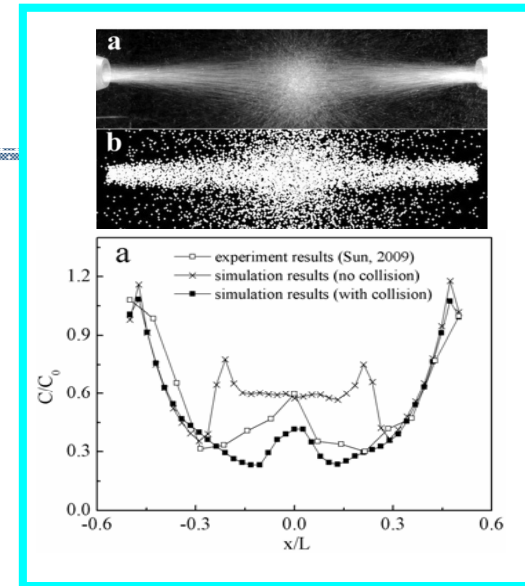 a
b
a
experiment results (Sun, 2009)
simulation results (no collision)
simulation results (with collision)
1.2
0.9
0.6
0.3
0.0
C/C₀
-0.6
-0.3
0.0
0.3
0.6
x/L